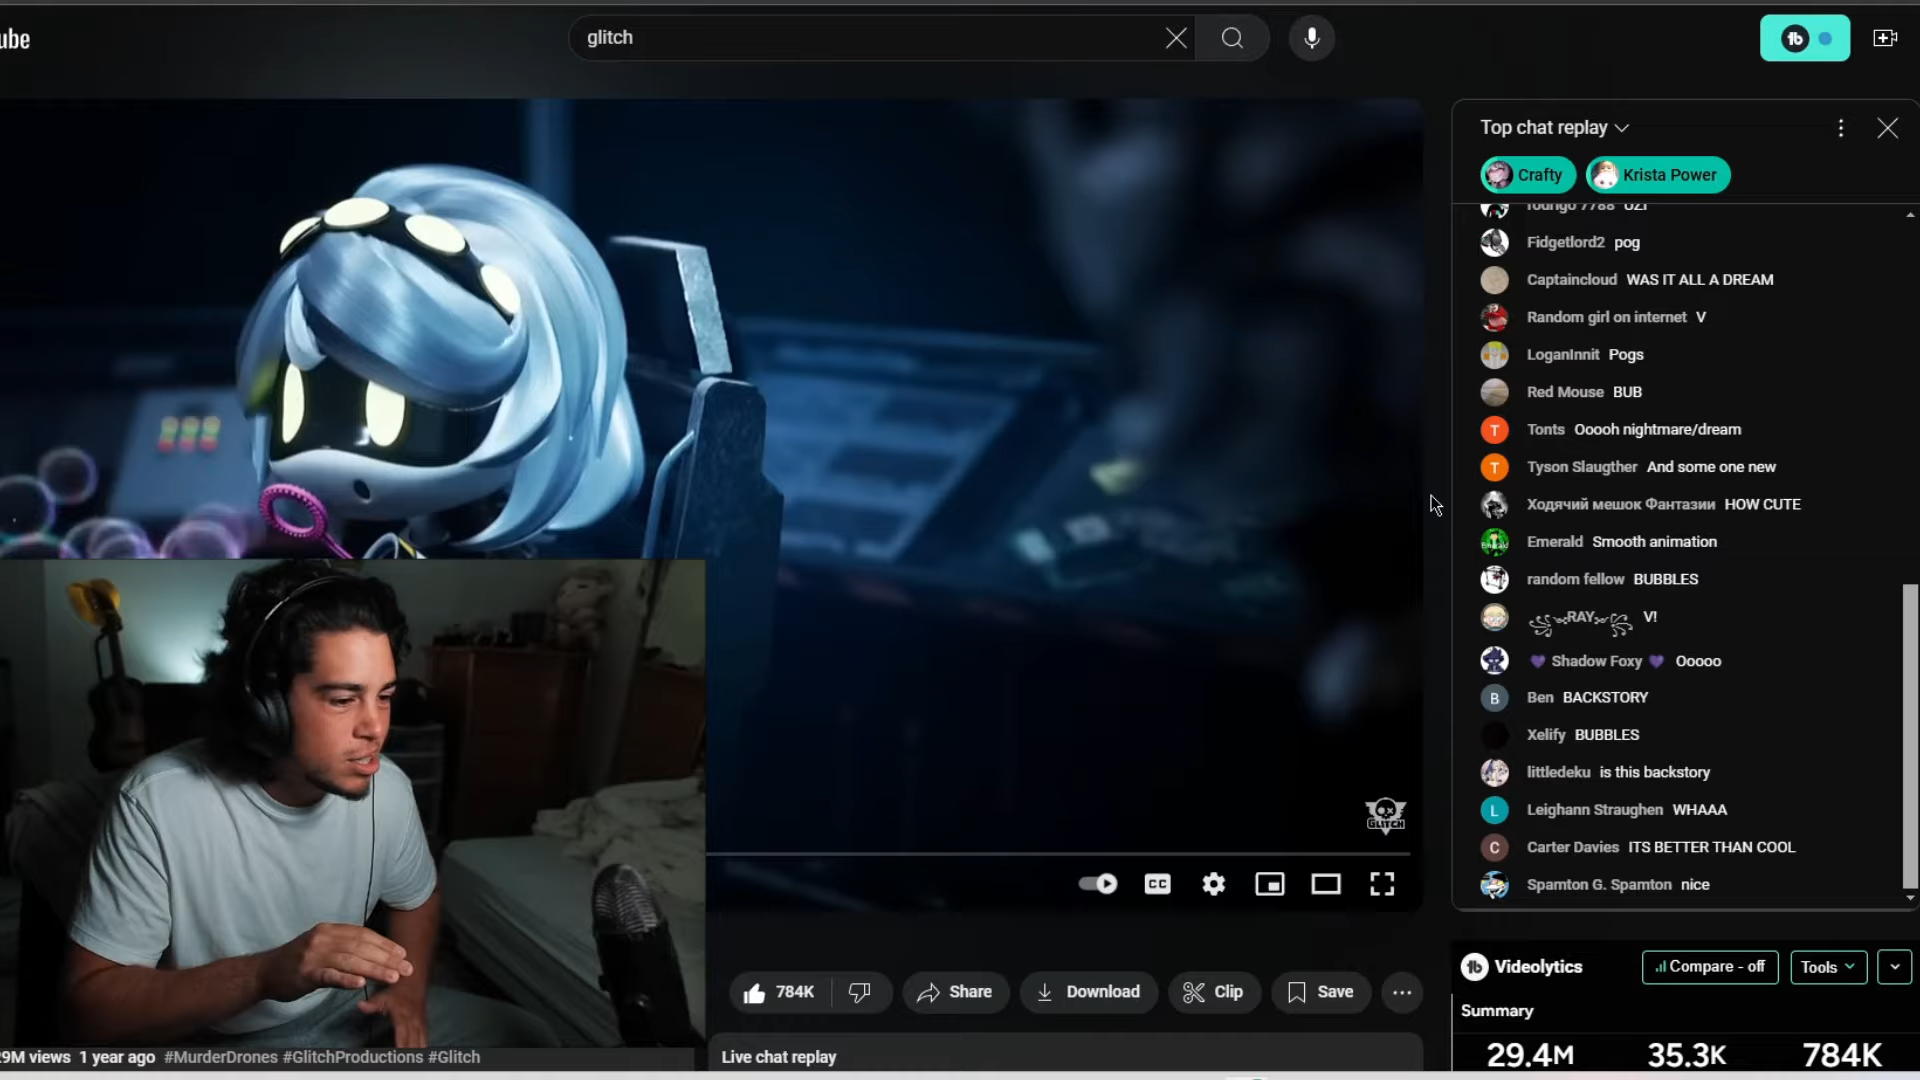 ube
glitch
Top chat replay
Crafty
Krista Power
Fidgetlord2 pog
Captaincloud WAS IT ALL A DREAM
Random girl on internet V
LoganInnit Pogs
Red Mouse BUB
T Tonts Ooooh nightmare/dream
T Tyson Slaugther And some one new
Ходячий мешок Фантазии HOW CUTE
Emerald Smooth animation
random fellow BUBBLES
RAY V!
💜 Shadow Foxy 💜 Ooooo
B Ben BACKSTORY
Xelify BUBBLES
littledeku is this backstory
L Leighann Straughen WHAAA
C Carter Davies ITS BETTER THAN COOL
Spamton G. Spamton nice
GLITCH
CC
784K
Share
Download
Clip
Save
Videolytics
Compare - off
Tools
Summary
29.4M 35.3K 784K
29M views 1 year ago #MurderDrones #GlitchProductions #Glitch
Live chat replay